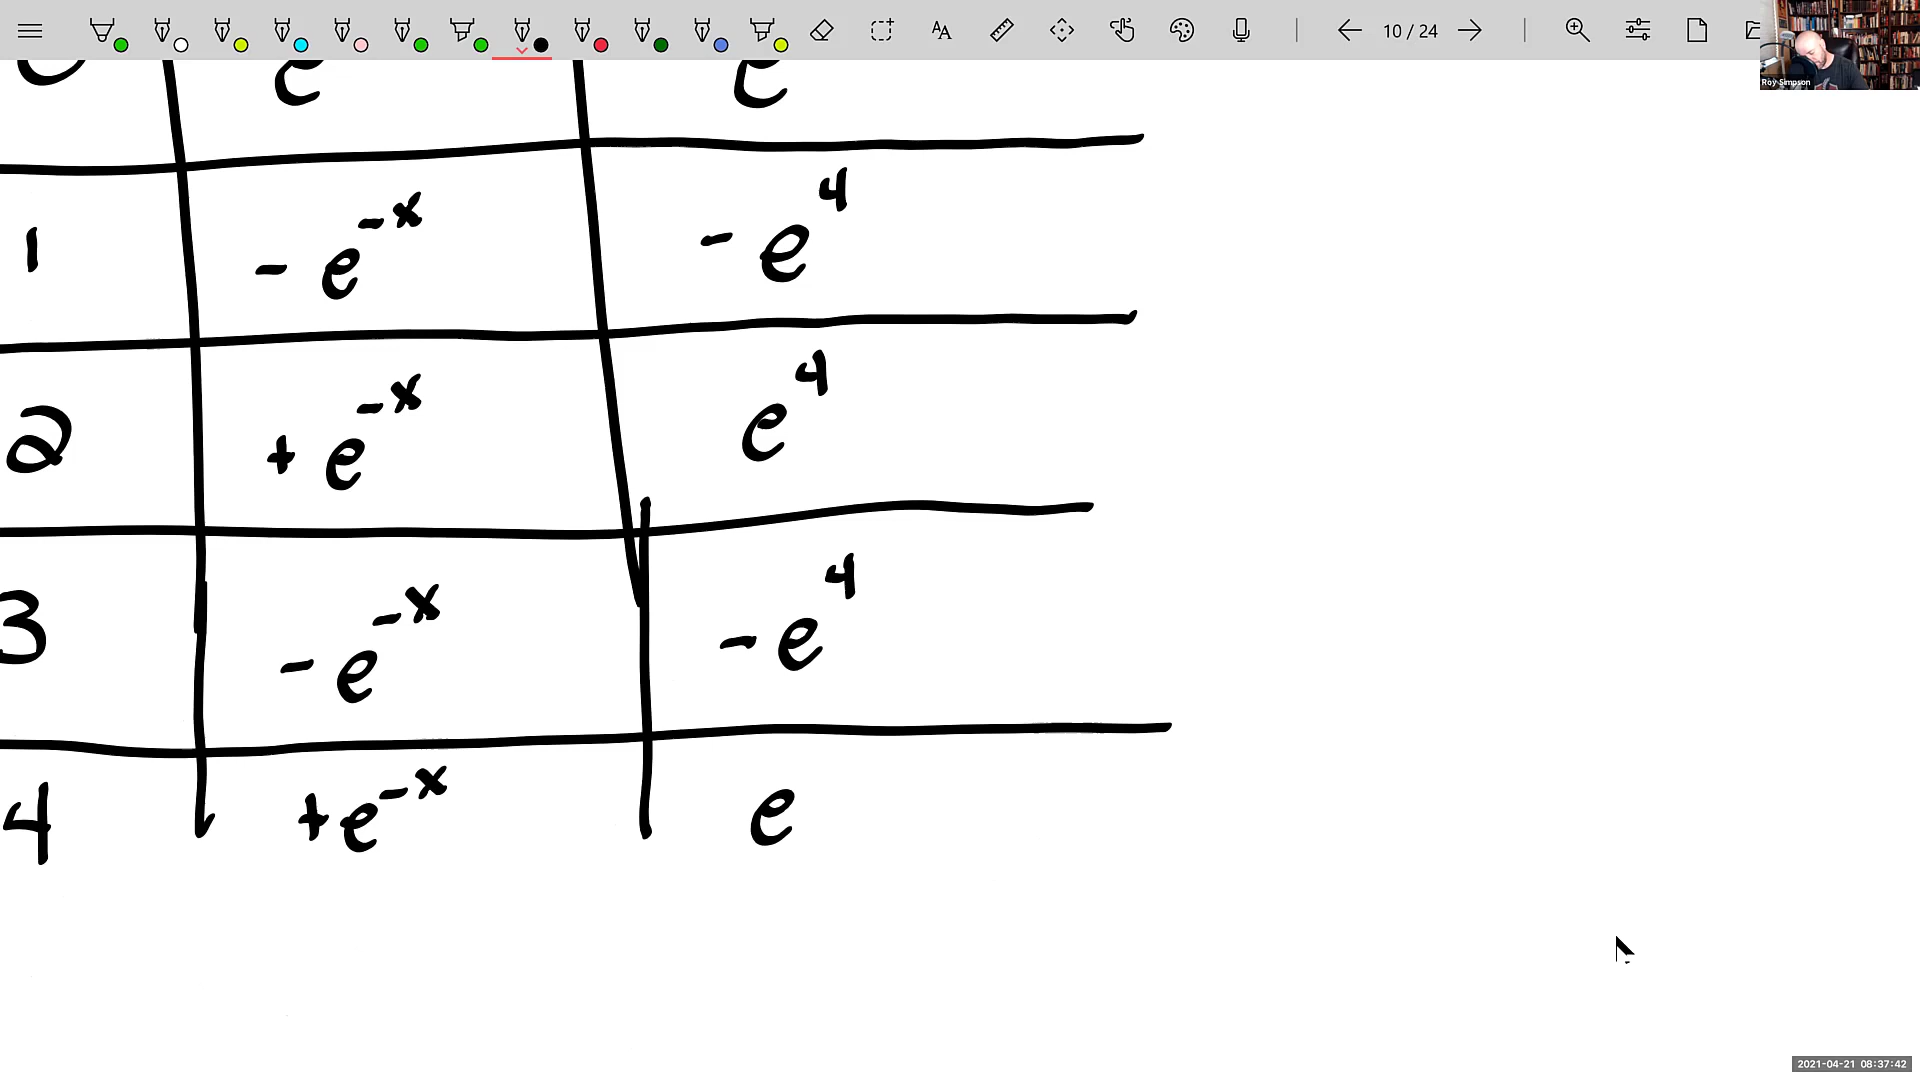 10 / 24
Roy Simpson
e e
1 - e^-x - e^4
2 + e^-x e^4
3 - e^-x - e^4
4 + e^-x e
2021-04-21 08:37:42